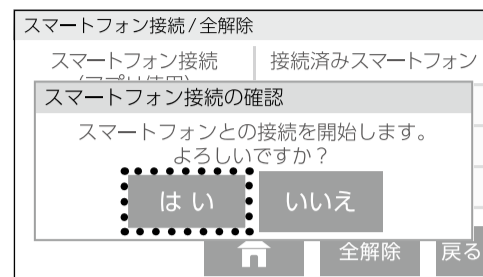 スマートフォン接続/全解除
スマートフォン接続 接続済みスマートフォン
スマートフォン接続の確認
スマートフォンとの接続を開始します。
よろしいですか？
はい いいえ
全解除 戻る